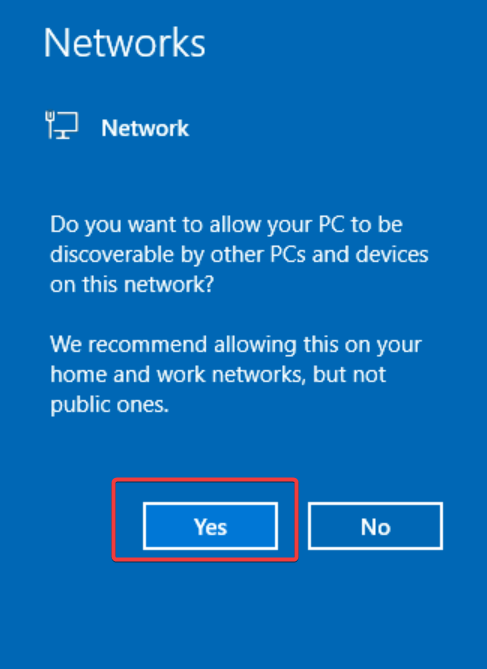 Networks
Network
Do you want to allow your PC to be
discoverable by other PCs and devices
on this network?
We recommend allowing this on your
home and work networks, but not
public ones.
Yes No